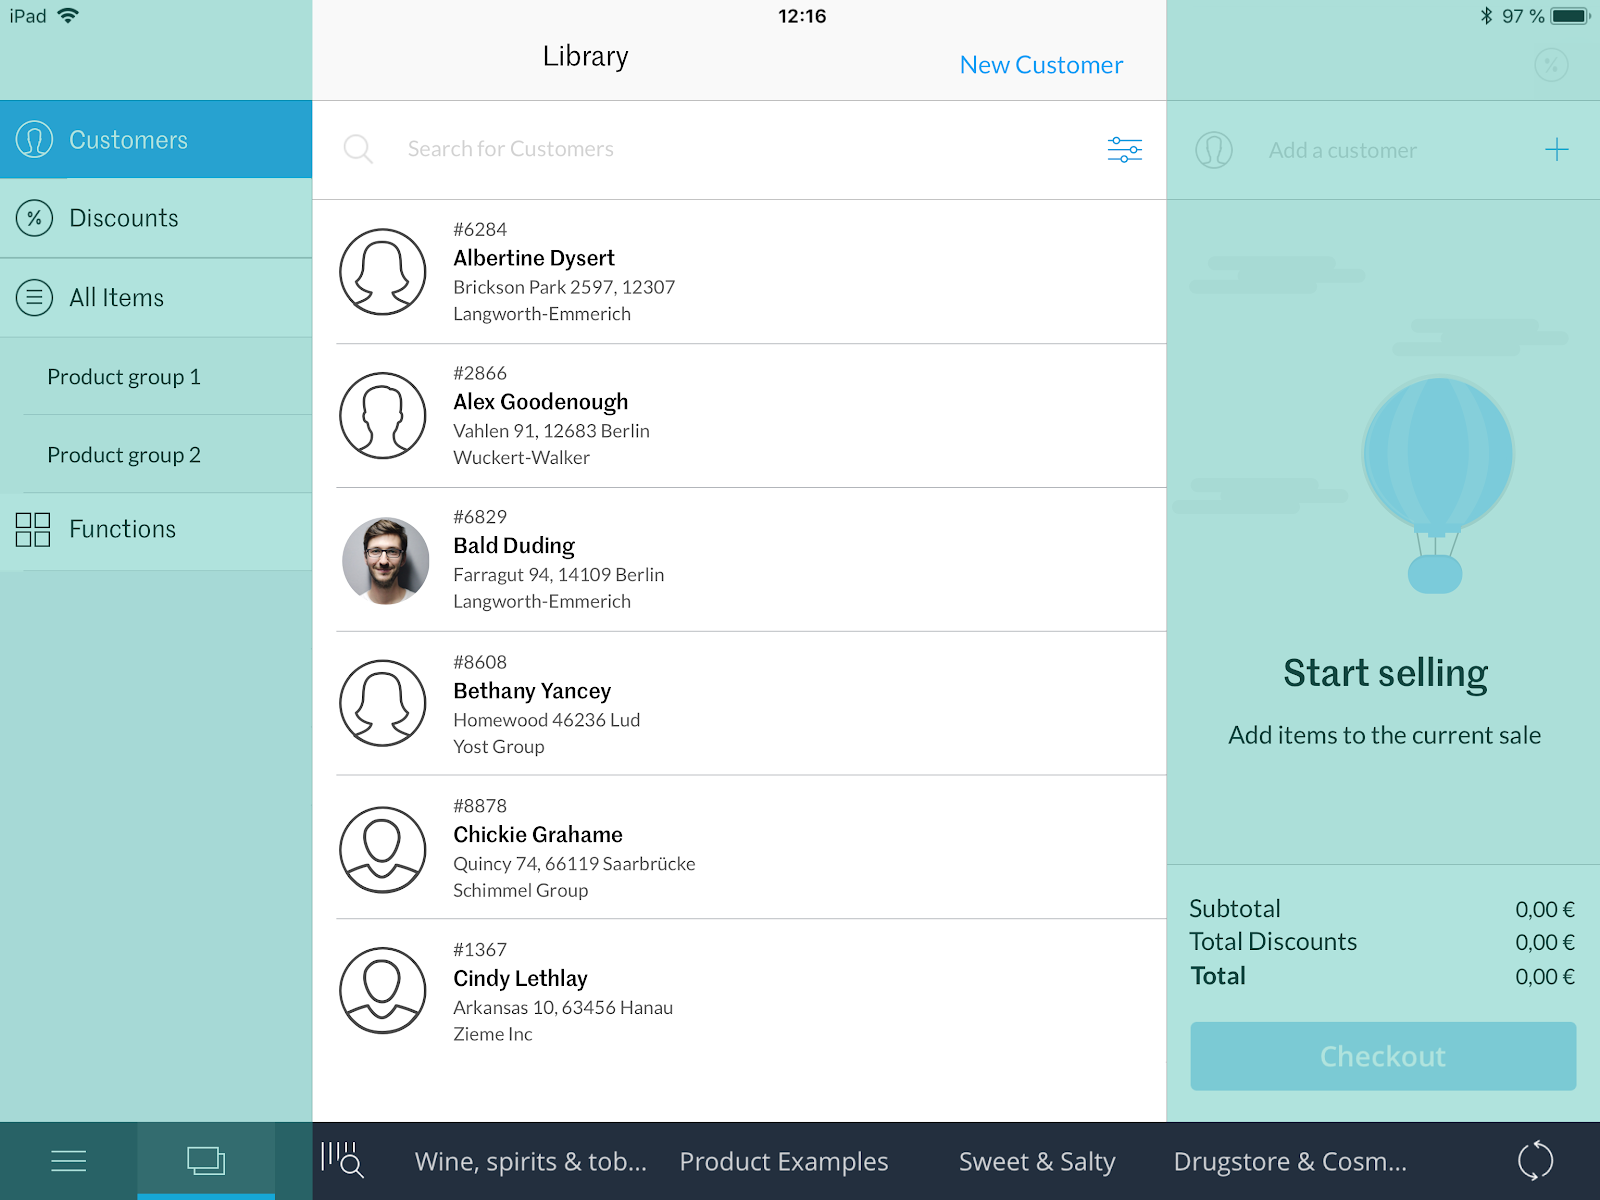 iPad
12:16
97 %
Library
New Customer
Customers
Discounts
All Items
Product group 1
Product group 2
Functions
Search for Customers
#6284
Albertine Dysert
Brickson Park 2597, 12307
Langworth-Emmerich
#2866
Alex Goodenough
Vahlen 91, 12683 Berlin
Wuckert-Walker
#6829
Bald Duding
Farragut 94, 14109 Berlin
Langworth-Emmerich
#8608
Bethany Yancey
Homewood 46236 Lud
Yost Group
#8878
Chickie Grahame
Quincy 74, 66119 Saarbrücke
Schimmel Group
#1367
Cindy Lethlay
Arkansas 10, 63456 Hanau
Zieme Inc
%
Add a customer
Start selling
Add items to the current sale
Subtotal 0,00 €
Total Discounts 0,00 €
Total 0,00 €
Checkout
Wine, spirits & tob...
Product Examples
Sweet & Salty
Drugstore & Cosm...